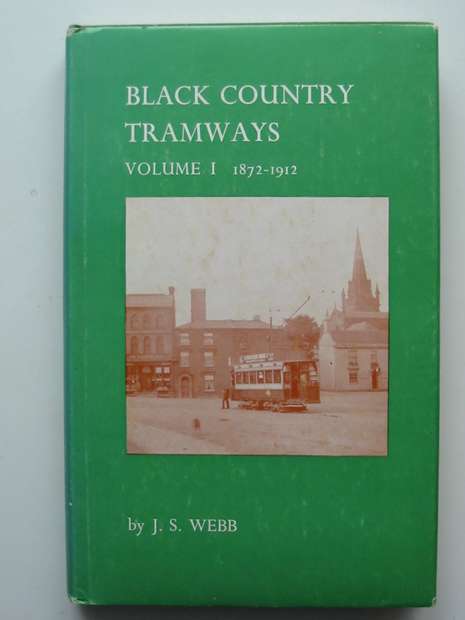 BLACK COUNTRY
TRAMWAYS
VOLUME I 1872-1912
by J. S. WEBB